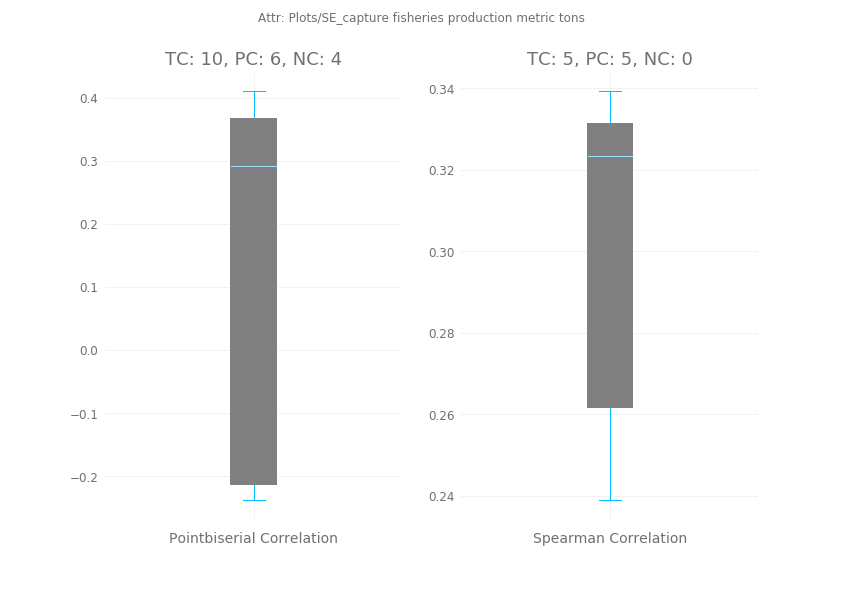 Attr: Plots/SE_capture fisheries production metric tons
TC: 10, PC: 6, NC: 4
0.4
0.3
0.2
0.1
0.0
−0.1
−0.2
Pointbiserial Correlation
TC: 5, PC: 5, NC: 0
0.34
0.32
0.30
0.28
0.26
0.24
Spearman Correlation